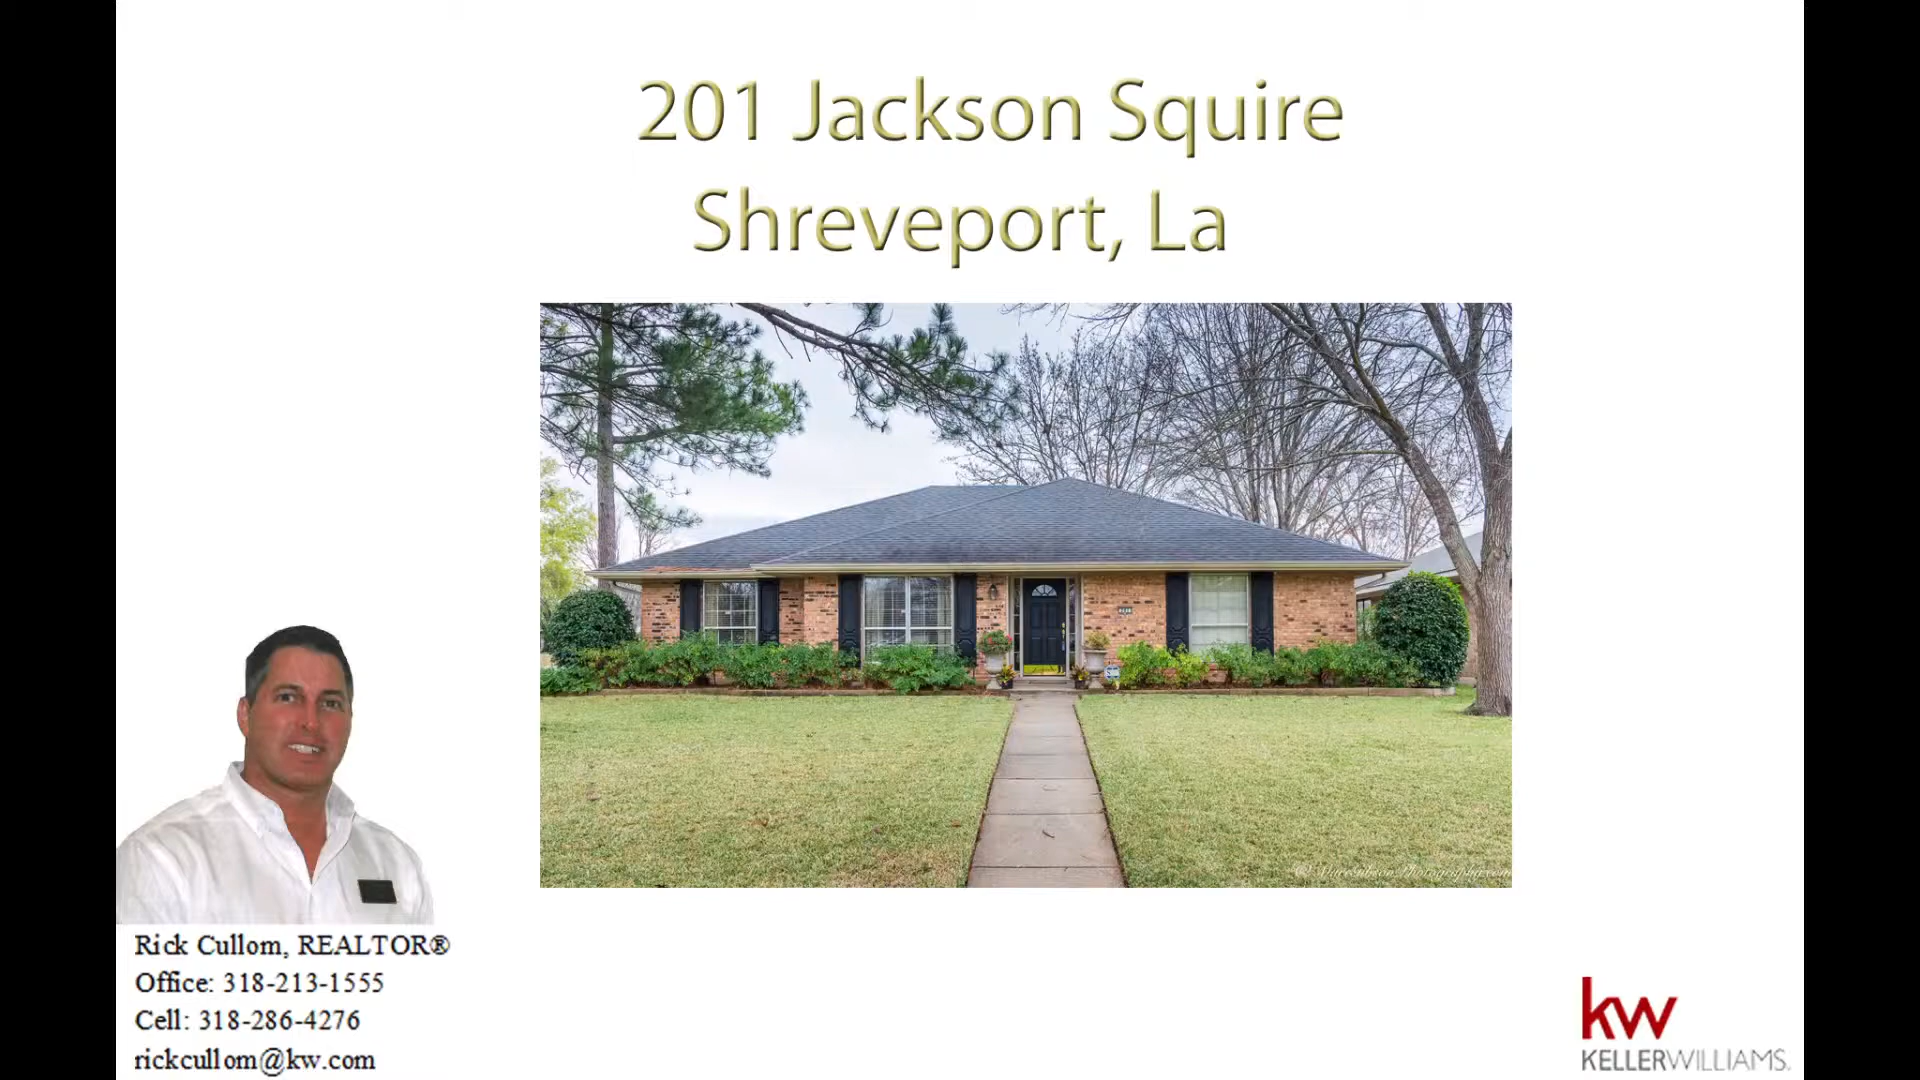 201 Jackson Squire
Shreveport, La
Rick Cullom, REALTOR®
Office: 318-213-1555
Cell: 318-286-4276
rickcullom@kw.com
kw
KELLERWILLIAMS.